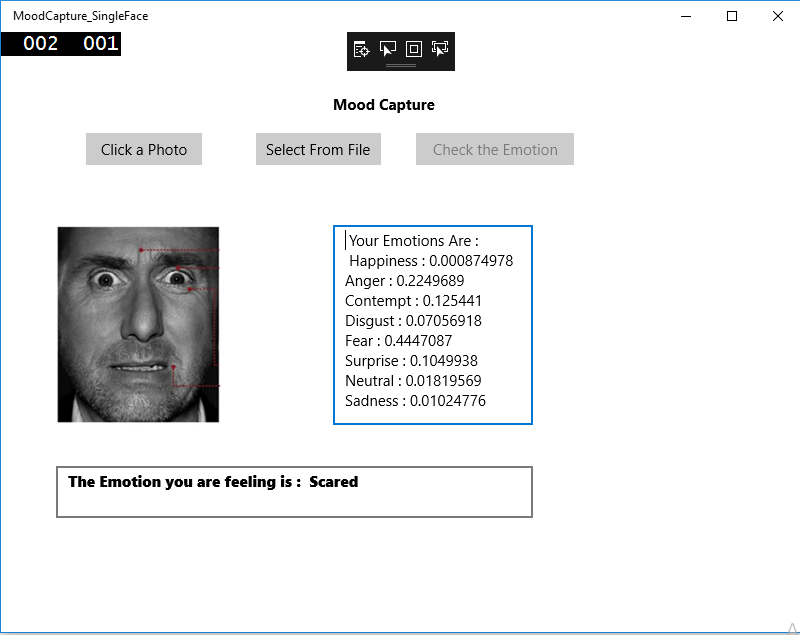 MoodCapture_SingleFace
002 001
Mood Capture
Click a Photo
Select From File
Check the Emotion
Your Emotions Are :
Happiness : 0.000874978
Anger : 0.2249689
Contempt : 0.125441
Disgust : 0.07056918
Fear : 0.4447087
Surprise : 0.1049938
Neutral : 0.01819569
Sadness : 0.01024776
The Emotion you are feeling is : Scared